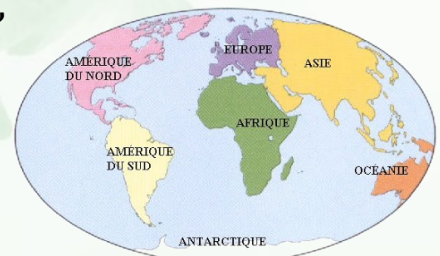 EUROPE
AMÉRIQUE
DU NORD
ASIE
AFRIQUE
AMÉRIQUE
DU SUD
OCÉANIE
ANTARCTIQUE